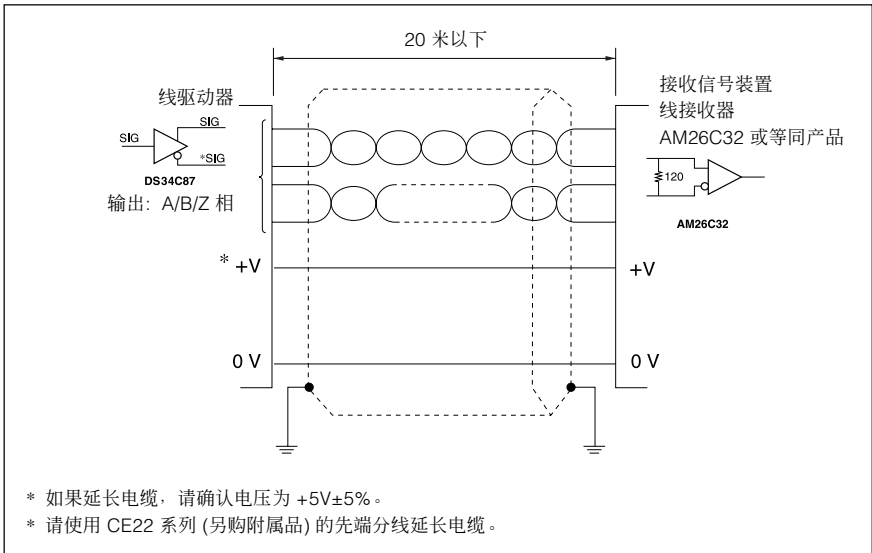 20 米以下
线驱动器
SIG
SIG
*SIG
DS34C87
输出: A/B/Z 相
接收信号装置
线接收器
AM26C32 或等同产品
120
AM26C32
* +V
+V
0 V
0 V
* 如果延长电缆，请确认电压为 +5V±5%。
* 请使用 CE22 系列 (另购附属品) 的先端分线延长电缆。